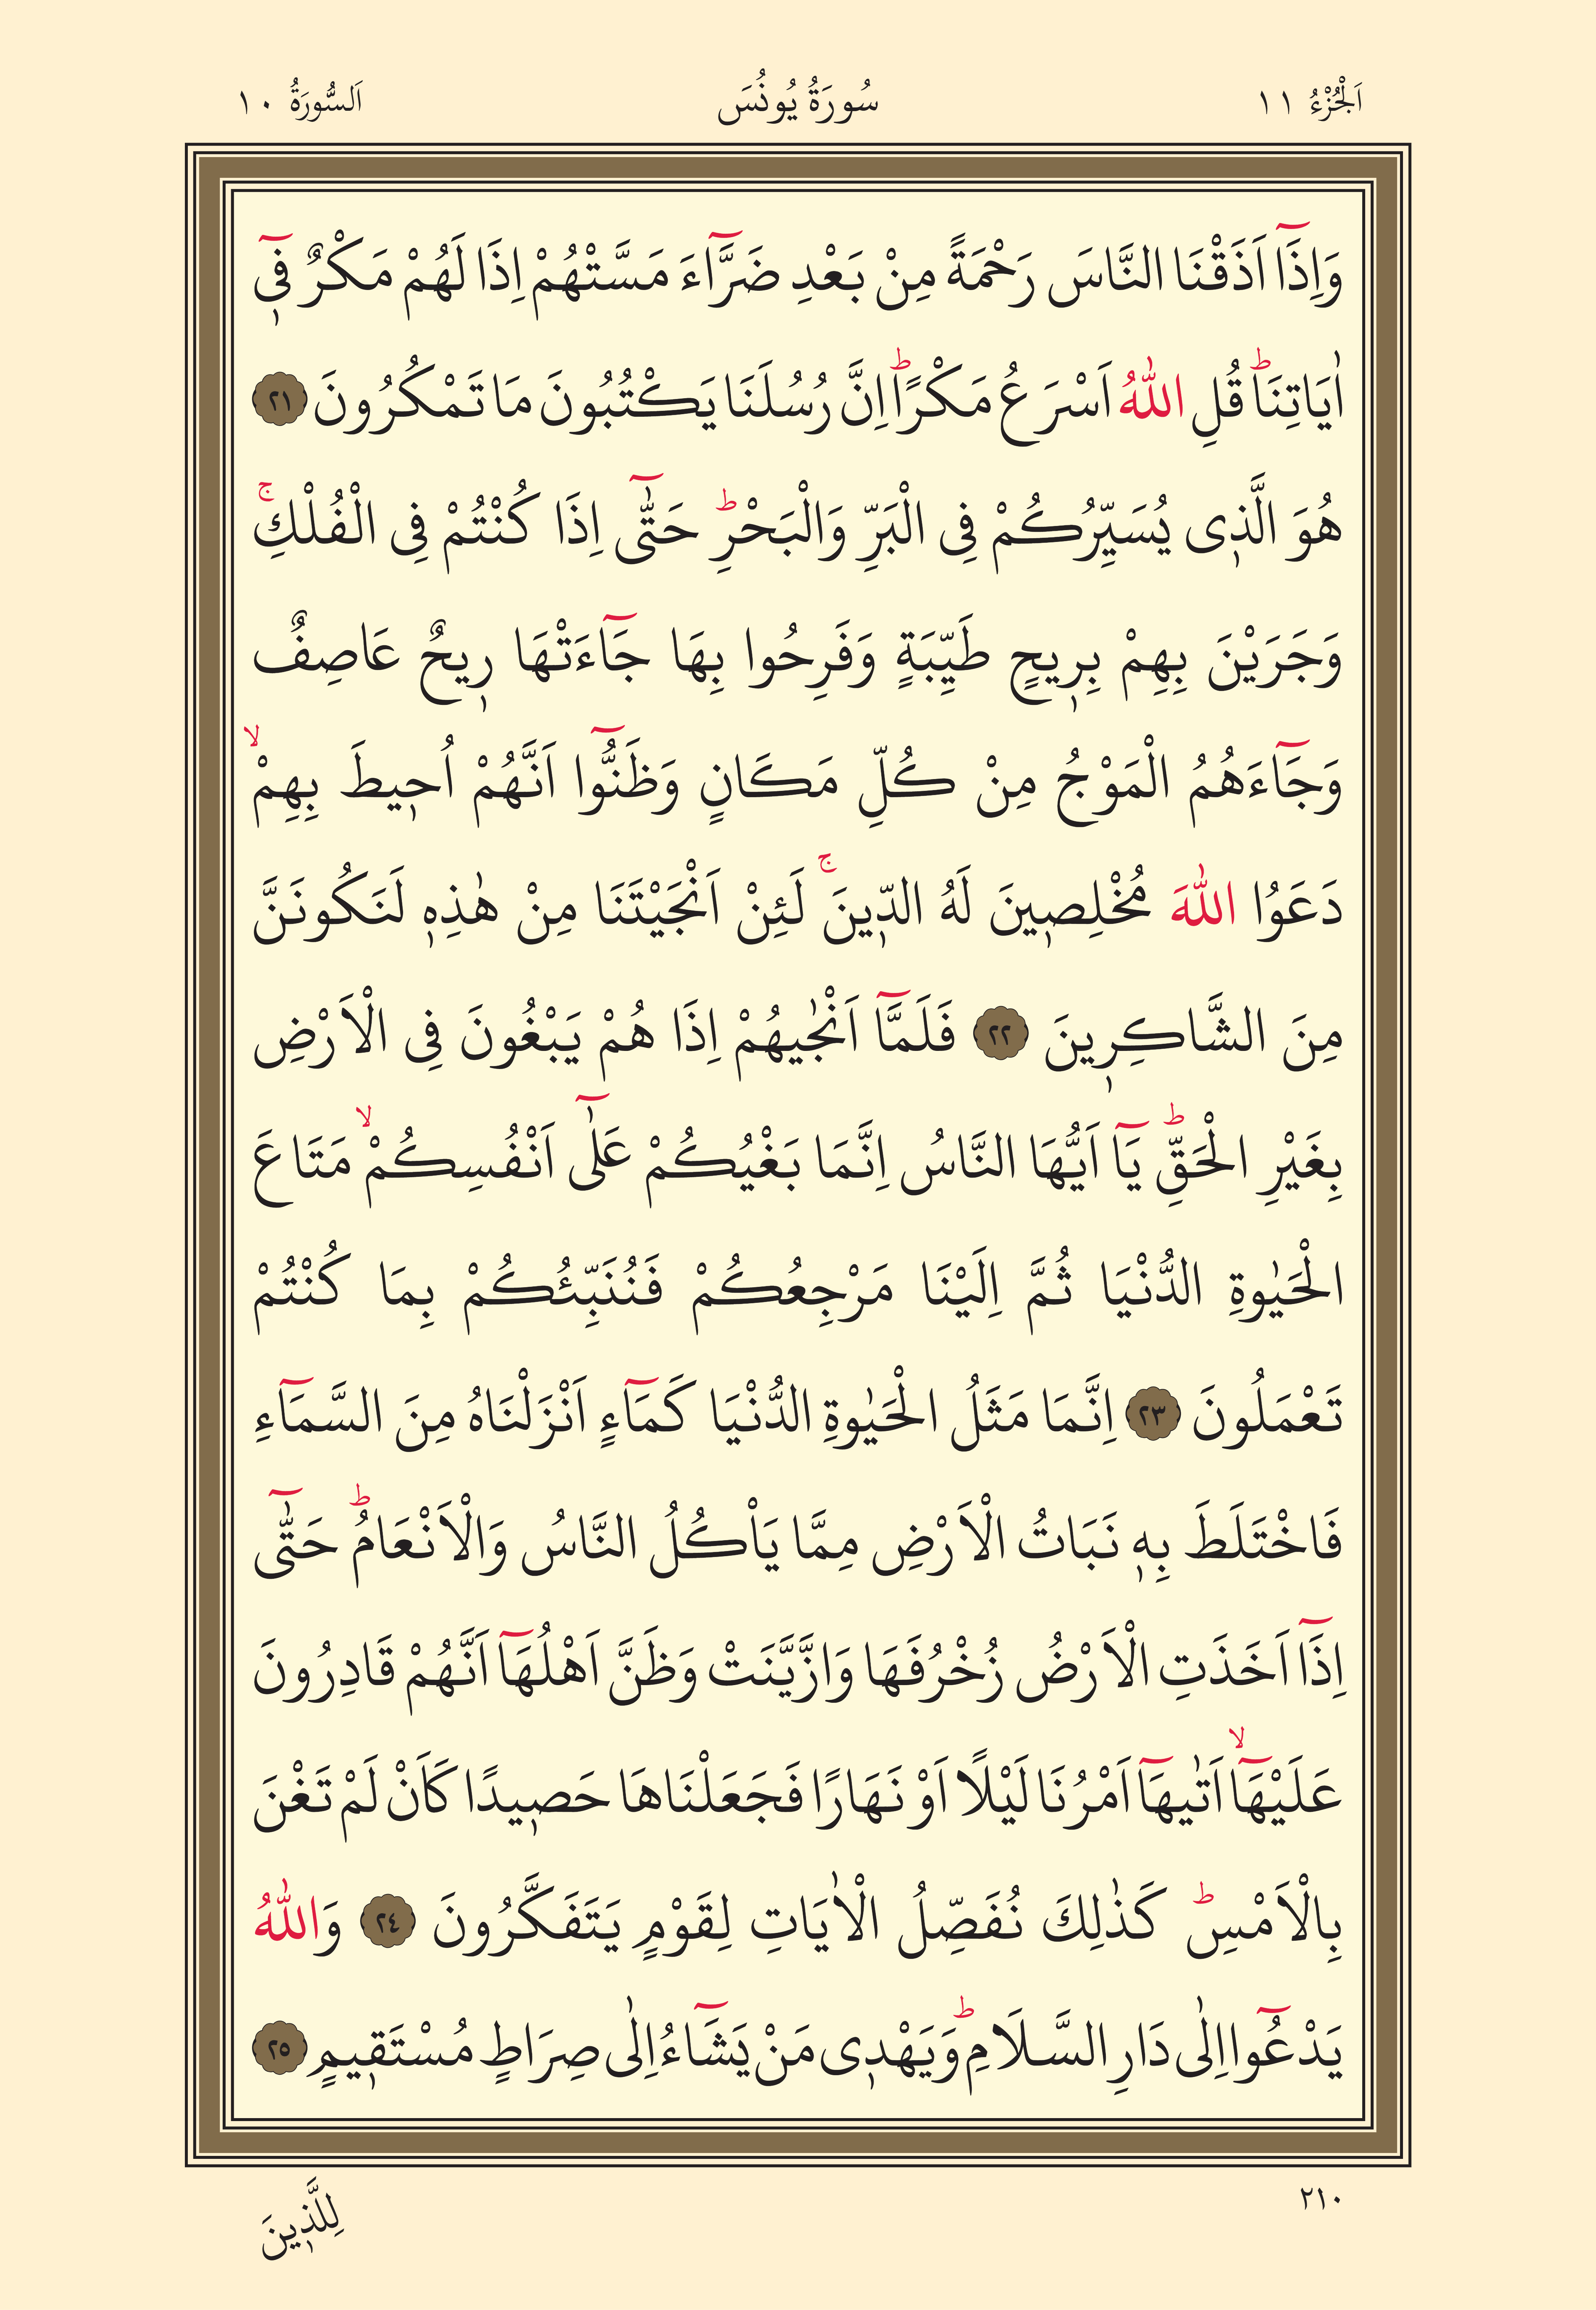 اَلْجُزْءُ ١١
سُورَةُ يُونُسَ
اَلسُّورَةُ ١٠
وَاِذَٓا اَذَقْنَا النَّاسَ رَحْمَةً مِنْ بَعْدِ ضَرَّٓاءَ مَسَّتْهُمْ اِذَا لَهُمْ مَكْرٌ ف۪ٓي
اٰيَاتِنَاۜ قُلِ اللّٰهُ اَسْرَعُ مَكْرًاۜ اِنَّ رُسُلَنَا يَكْتُبُونَ مَا تَمْكُرُونَ ﴿٢١﴾
هُوَ الَّذ۪ي يُسَيِّرُكُمْ فِي الْبَرِّ وَالْبَحْرِۜ حَتّٰٓى اِذَا كُنْتُمْ فِي الْفُلْكِۚ
وَجَرَيْنَ بِهِمْ بِر۪يحٍ طَيِّبَةٍ وَفَرِحُوا بِهَا جَٓاءَتْهَا ر۪يحٌ عَاصِفٌ
وَجَٓاءَهُمُ الْمَوْجُ مِنْ كُلِّ مَكَانٍ وَظَنُّٓوا اَنَّهُمْ اُح۪يطَ بِهِمْۙ
دَعَوُا اللّٰهَ مُخْلِص۪ينَ لَهُ الدّ۪ينَۚ لَئِنْ اَنْجَيْتَنَا مِنْ هٰذِه۪ لَنَكُونَنَّ
مِنَ الشَّاكِر۪ينَ ﴿٢٢﴾ فَلَمَّٓا اَنْجٰيهُمْ اِذَا هُمْ يَبْغُونَ فِي الْاَرْضِ
بِغَيْرِ الْحَقِّۜ يَٓا اَيُّهَا النَّاسُ اِنَّمَا بَغْيُكُمْ عَلٰٓى اَنْفُسِكُمْۙ مَتَاعَ
الْحَيٰوةِ الدُّنْيَا ثُمَّ اِلَيْنَا مَرْجِعُكُمْ فَنُنَبِّئُكُمْ بِمَا كُنْتُمْ
تَعْمَلُونَ ﴿٢٣﴾ اِنَّمَا مَثَلُ الْحَيٰوةِ الدُّنْيَا كَمَٓاءٍ اَنْزَلْنَاهُ مِنَ السَّمَٓاءِ
فَاخْتَلَطَ بِه۪ نَبَاتُ الْاَرْضِ مِمَّا يَاْكُلُ النَّاسُ وَالْاَنْعَامُۜ حَتّٰٓى
اِذَٓا اَخَذَتِ الْاَرْضُ زُخْرُفَهَا وَازَّيَّنَتْ وَظَنَّ اَهْلُهَٓا اَنَّهُمْ قَادِرُونَ
عَلَيْهَٓاۙ اَتٰيهَٓا اَمْرُنَا لَيْلًا اَوْ نَهَارًا فَجَعَلْنَاهَا حَص۪يدًا كَاَنْ لَمْ تَغْنَ
بِالْاَمْسِۜ كَذٰلِكَ نُفَصِّلُ الْاٰيَاتِ لِقَوْمٍ يَتَفَكَّرُونَ ﴿٢٤﴾ وَاللّٰهُ
يَدْعُٓوا اِلٰى دَارِ السَّلَامِۜ وَيَهْد۪ي مَنْ يَشَٓاءُ اِلٰى صِرَاطٍ مُسْتَق۪يمٍ ﴿٢٥﴾
٢١٠
لِلَّذ۪ينَ